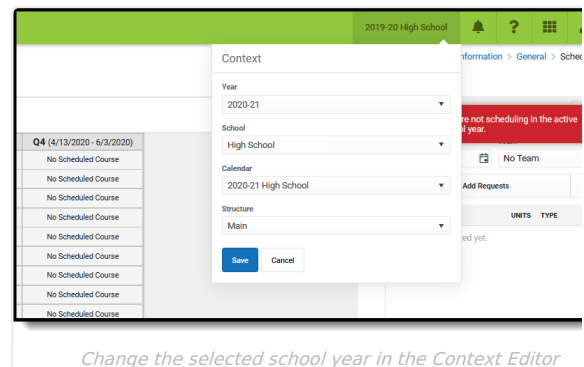 2019-20 High School
?
Context
nformation > General > Sched
Year
2020-21
re not scheduling in the active
ol year.
School
High School
No Team
Q4 (4/13/2020 - 6/3/2020)
No Scheduled Course
Calendar
No Scheduled Course
2020-21 High School
Add Requests
No Scheduled Course
Structure
No Scheduled Course
Main
UNITS TYPE
No Scheduled Course
ed yet.
No Scheduled Course
Save Cancel
No Scheduled Course
No Scheduled Course
No Scheduled Course
Change the selected school year in the Context Editor